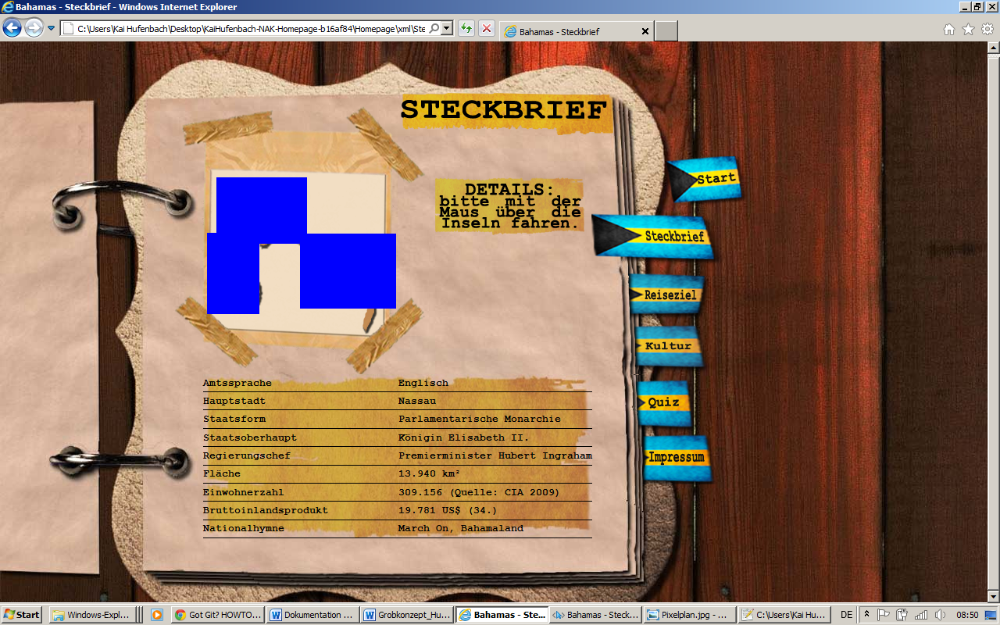 Bahamas - Steckbrief - Windows Internet Explorer
C:\Users\Kai Hufenbach\Desktop\KaiHufenbach-NAK-Homepage-b16af84\Homepage\xml\Ste
Bahamas - Steckbrief
STECKBRIEF
DETAILS:
bitte mit der
Maus über die
Inseln fahren.
Start
Steckbrief
Reiseziel
Kultur
Quiz
Impressum
Amtssprache Englisch
Hauptstadt Nassau
Staatsform Parlamentarische Monarchie
Staatsoberhaupt Königin Elisabeth II.
Regierungschef Premierminister Hubert Ingraham
Fläche 13.940 km²
Einwohnerzahl 309.156 (Quelle: CIA 2009)
Bruttoinlandsprodukt 19.781 US$ (34.)
Nationalhymne March On, Bahamaland
Start Windows-Expl... Got Git? HOWTO... Dokumentation ... Grobkonzept_Hu... Bahamas - Ste... Bahamas - Steck... Pixelplan.jpg - ... C:\Users\Kai Hu... DE 08:50